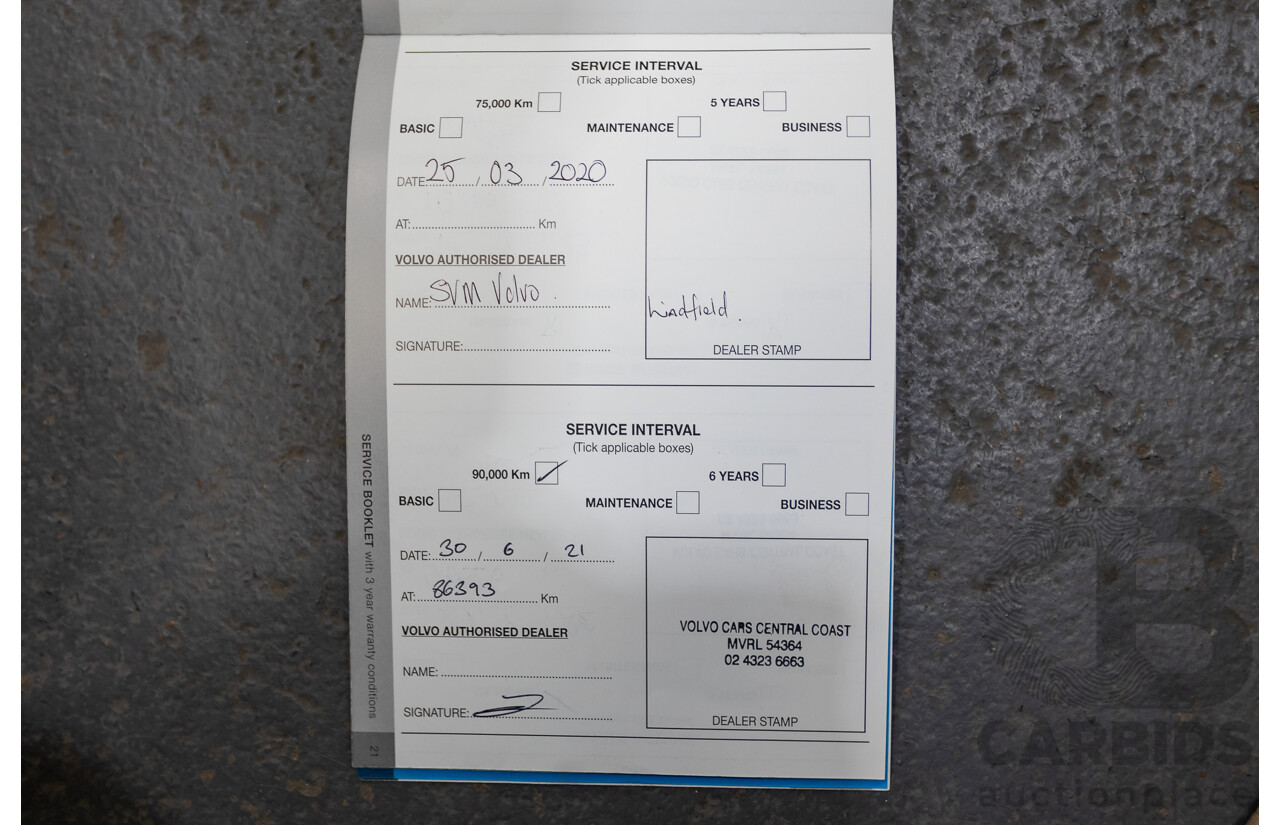 SERVICE INTERVAL
(Tick applicable boxes)
75,000 Km 5 YEARS
BASIC MAINTENANCE BUSINESS
DATE: 25 / 03 / 2020
AT: Km
VOLVO AUTHORISED DEALER
NAME: SVM Volvo.
Lindfield.
SIGNATURE:
DEALER STAMP
SERVICE INTERVAL
(Tick applicable boxes)
90,000 Km 6 YEARS
BASIC MAINTENANCE BUSINESS
DATE: 30 / 6 / 21
AT: 86393 Km
VOLVO AUTHORISED DEALER
VOLVO CARS CENTRAL COAST
MVRL 54364
02 4323 6663
NAME:
SIGNATURE:
DEALER STAMP
SERVICE BOOKLET with 3 year warranty conditions
21
CARBIDS
auctionplace